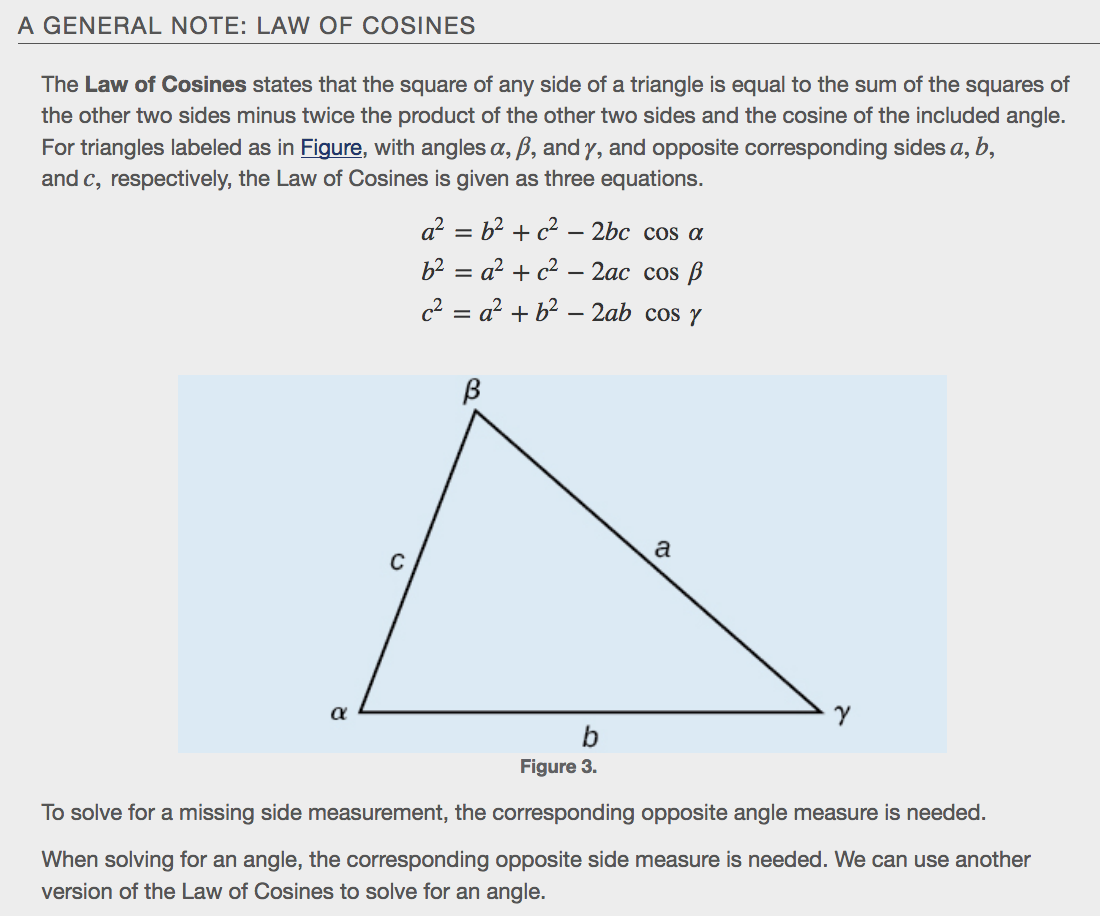 A GENERAL NOTE: LAW OF COSINES
The Law of Cosines states that the square of any side of a triangle is equal to the sum of the squares of
the other two sides minus twice the product of the other two sides and the cosine of the included angle.
For triangles labeled as in Figure, with angles α, β, and γ, and opposite corresponding sides a, b,
and c, respectively, the Law of Cosines is given as three equations.
a² = b² + c² − 2bc cos α
b² = a² + c² − 2ac cos β
c² = a² + b² − 2ab cos γ
β
c
a
α
γ
b
Figure 3.
To solve for a missing side measurement, the corresponding opposite angle measure is needed.
When solving for an angle, the corresponding opposite side measure is needed. We can use another
version of the Law of Cosines to solve for an angle.